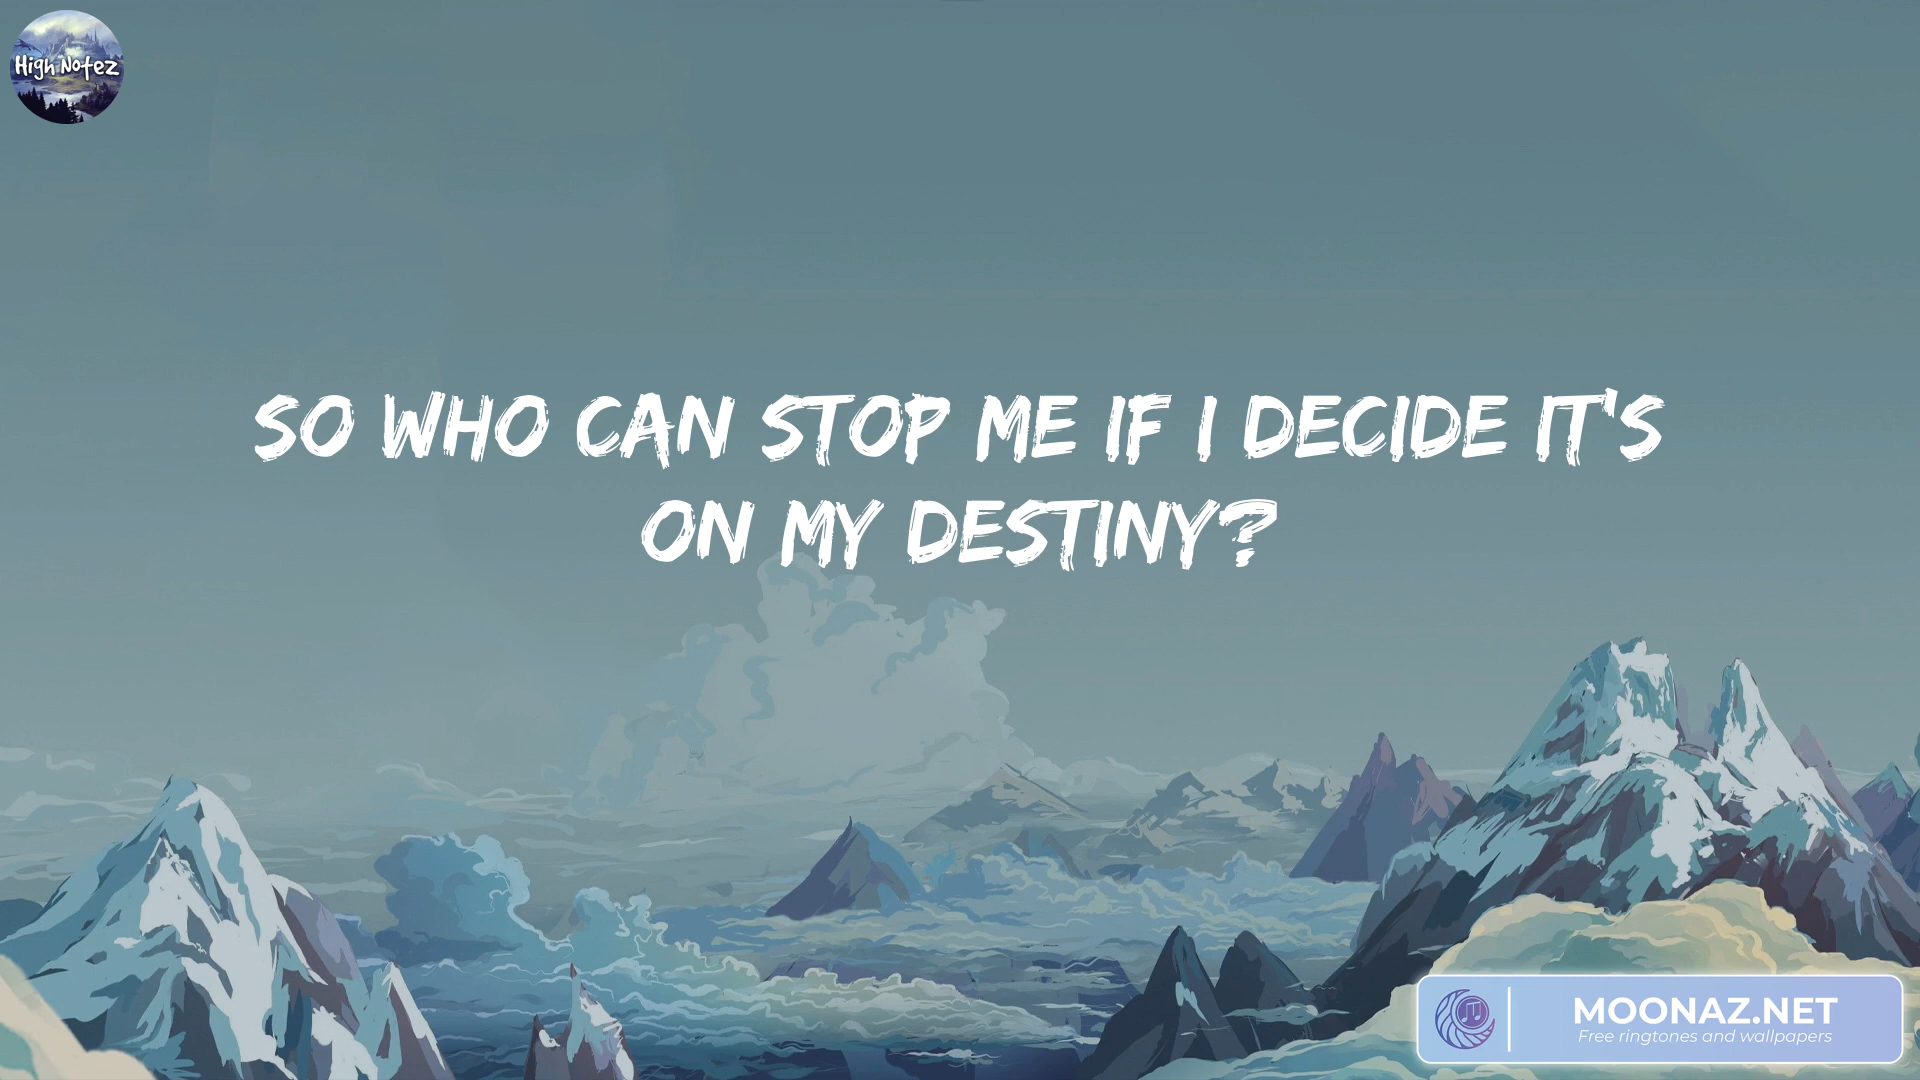 High Notez
SO WHO CAN STOP ME IF I DECIDE IT'S
ON MY DESTINY?
MOONAZ.NET
Free ringtones and wallpapers